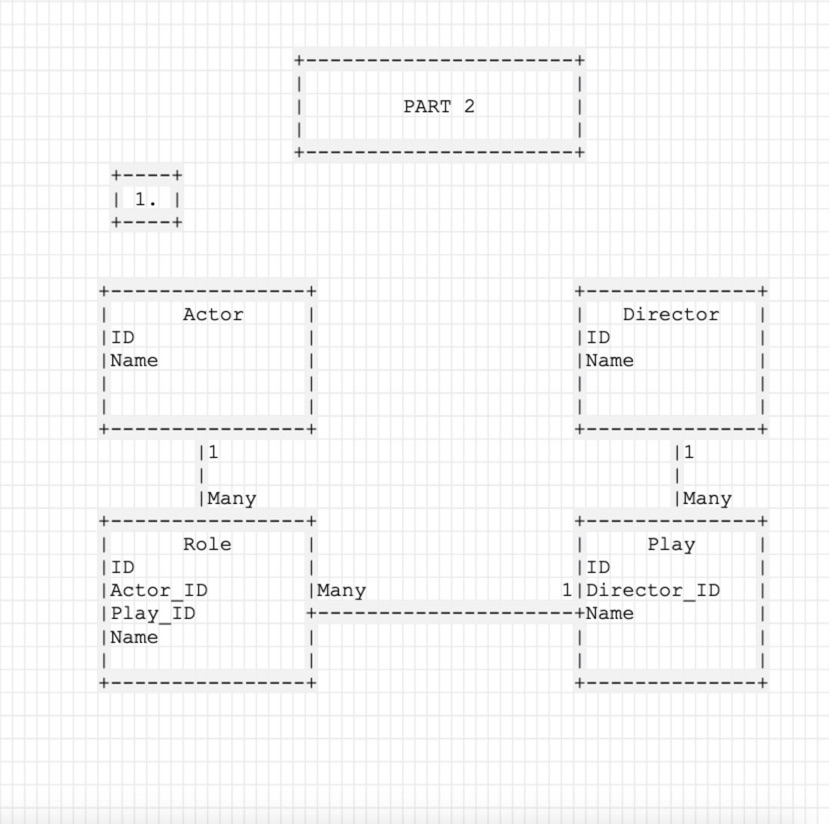 PART 2
1.
Actor
ID
Name
Director
ID
Name
1
Many
1
Many
Role
ID
Actor_ID
Play_ID
Name
Many
1
Play
ID
Director_ID
Name